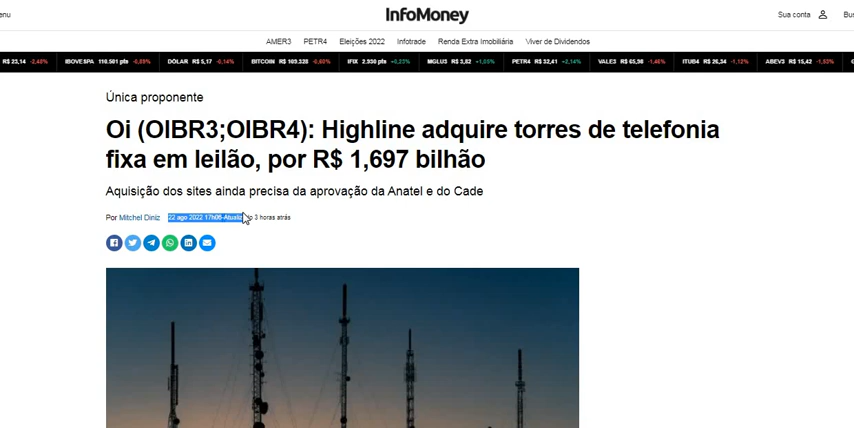 enu
InfoMoney
Sua conta
Bus
AMER3 PETR4 Eleições 2022 Infotrade Renda Extra Imobiliária Viver de Dividendos
R$ 23,14 -2,48% IBOVESPA 110.501 pts -0,89% DÓLAR R$ 5,17 -0,14% BITCOIN R$ 109.328 -0,60% IFIX 2.930 pts +0,23% MGLU3 R$ 3,82 +1,05% PETR4 R$ 32,41 +2,14% VALE3 R$ 65,98 -1,46% ITUB4 R$ 26,34 -1,12% ABEV3 R$ 15,42 -1,53%
Única proponente
Oi (OIBR3;OIBR4): Highline adquire torres de telefonia
fixa em leilão, por R$ 1,697 bilhão
Aquisição dos sites ainda precisa da aprovação da Anatel e do Cade
Por Mitchel Diniz 22 ago 2022 17h06-Atualiz o 3 horas atrás